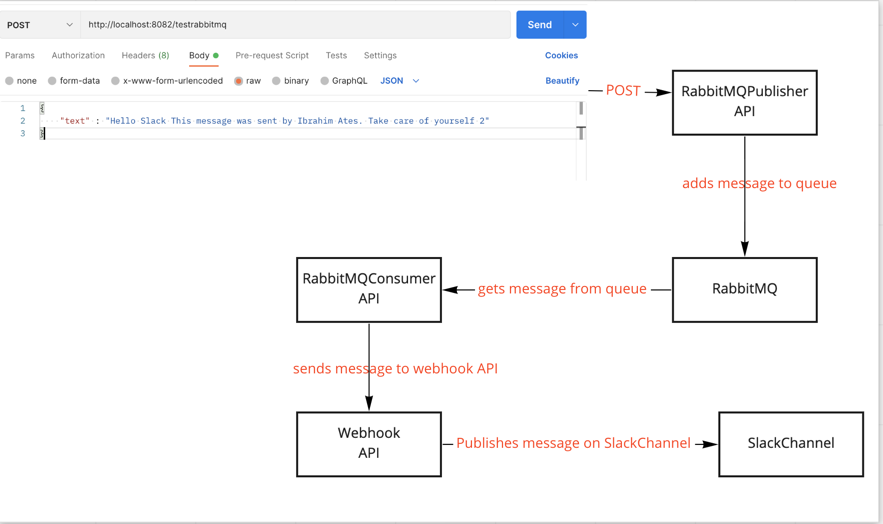 POST
http://localhost:8082/testrabbitmq
Send
Params Authorization Headers (8) Body Pre-request Script Tests Settings Cookies
none form-data x-www-form-urlencoded raw binary GraphQL JSON Beautify
1 {
2 "text" : "Hello Slack This message was sent by Ibrahim Ates. Take care of yourself 2"
3 }
POST
RabbitMQPublisher
API
adds message to queue
RabbitMQ
gets message from queue
RabbitMQConsumer
API
sends message to webhook API
Webhook
API
Publishes message on SlackChannel
SlackChannel